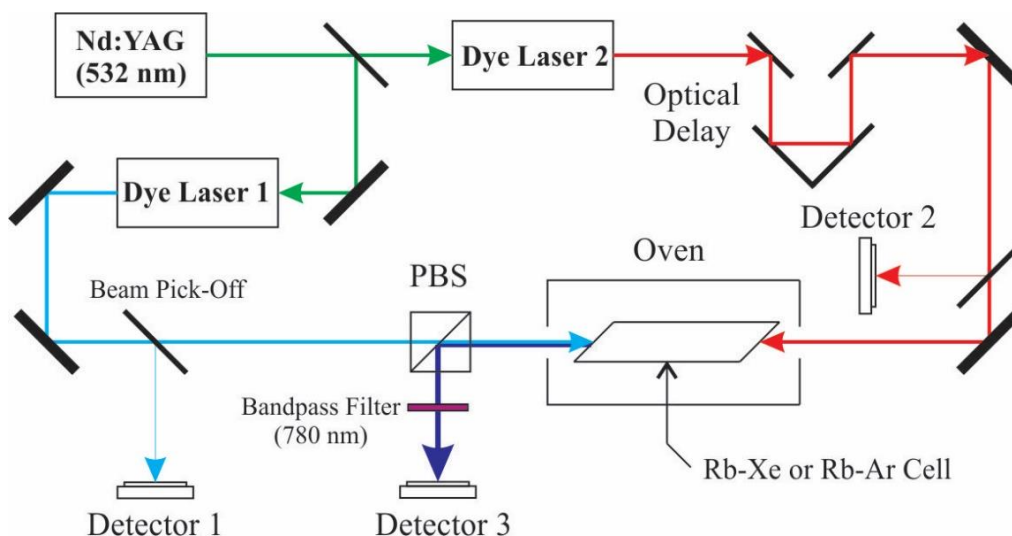 Nd:YAG
(532 nm)
Dye Laser 2
Optical
Delay
Dye Laser 1
Detector 2
Beam Pick-Off
PBS
Oven
Bandpass Filter
(780 nm)
Rb-Xe or Rb-Ar Cell
Detector 1
Detector 3